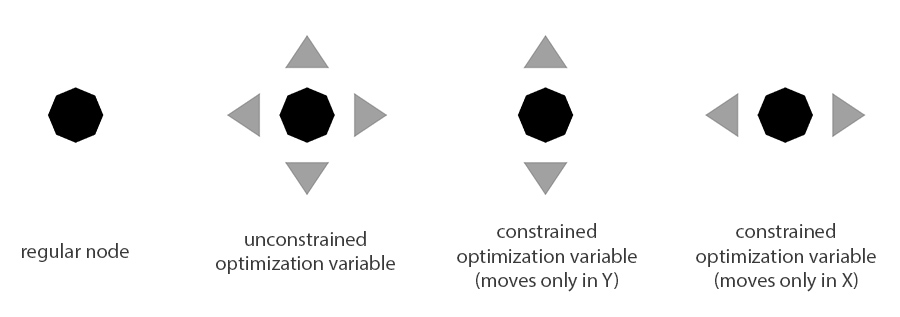 regular node
unconstrained
optimization variable
constrained
optimization variable
(moves only in Y)
constrained
optimization variable
(moves only in X)